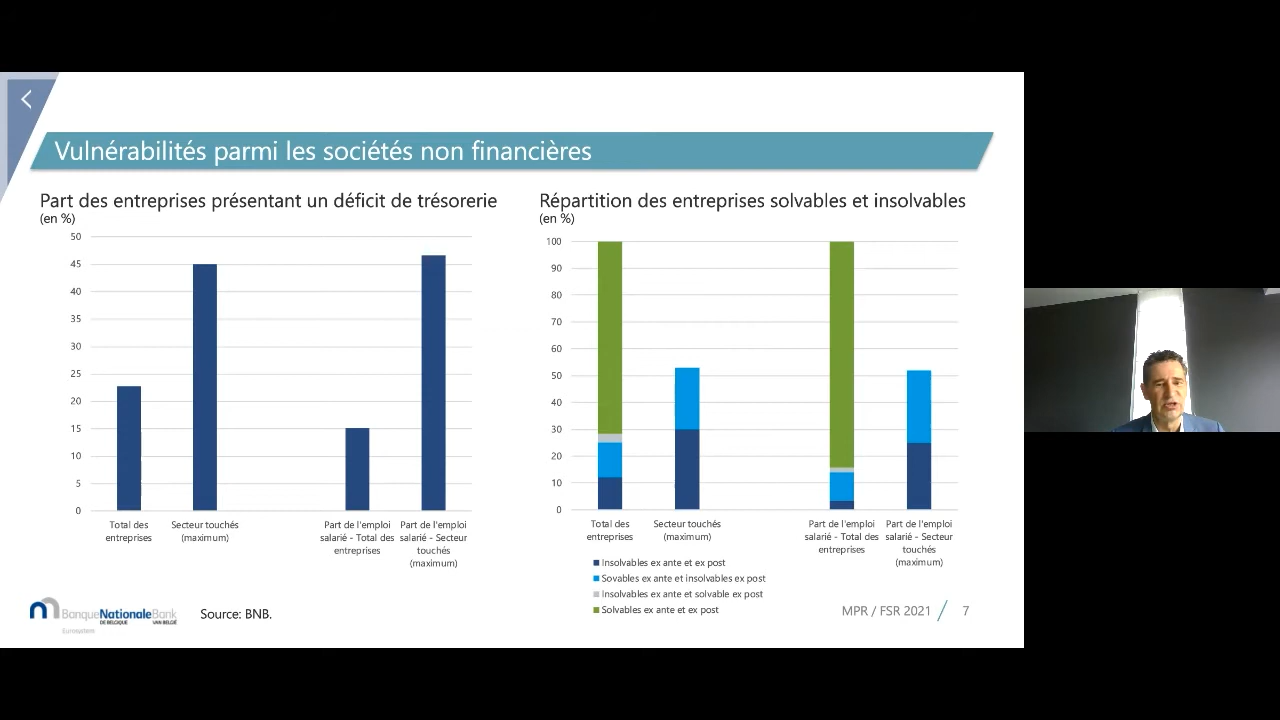 Vulnérabilités parmi les sociétés non financières
Part des entreprises présentant un déficit de trésorerie
(en %)
50
45
40
35
30
25
20
15
10
5
0
Total des
entreprises
Secteur touchés
(maximum)
Part de l'emploi
salarié - Total des
entreprises
Part de l'emploi
salarié - Secteur
touchés
(maximum)
Répartition des entreprises solvables et insolvables
(en %)
100
90
80
70
60
50
40
30
20
10
0
Total des
entreprises
Secteur touchés
(maximum)
Part de l'emploi
salarié - Total des
entreprises
Part de l'emploi
salarié - Secteur
touchés
(maximum)
Insolvables ex ante et ex post
Sovables ex ante et insolvables ex post
Insolvables ex ante et solvable ex post
Solvables ex ante et ex post
BanqueNationaleBank
DE BELGIQUE VAN BELGIË
Eurosystem
Source: BNB.
MPR / FSR 2021 7